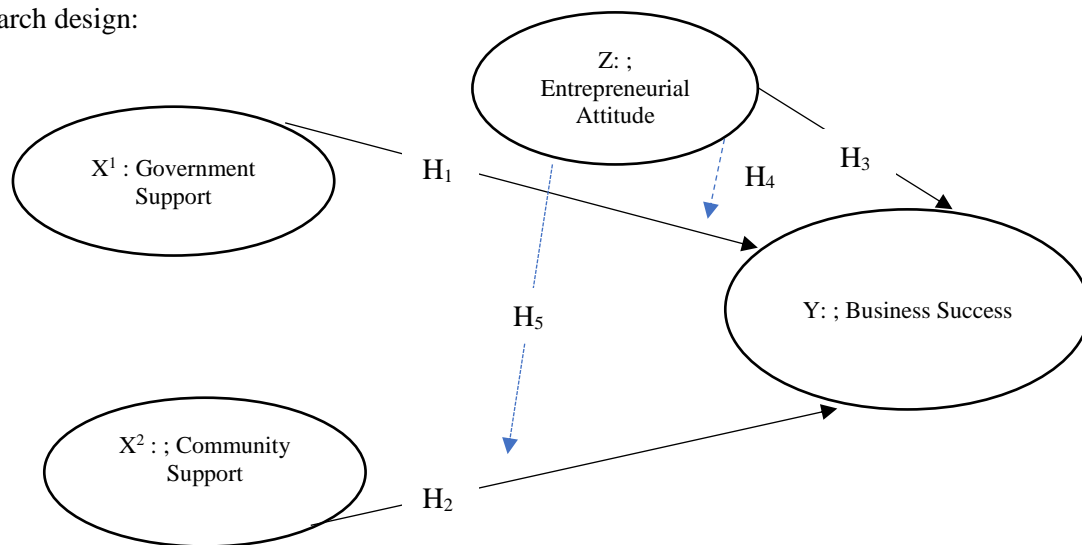 arch design:
Z: ;
Entrepreneurial
Attitude
X¹ : Government
Support
H₁
H₃
H₄
Y: ; Business Success
H₅
X² : ; Community
Support
H₂